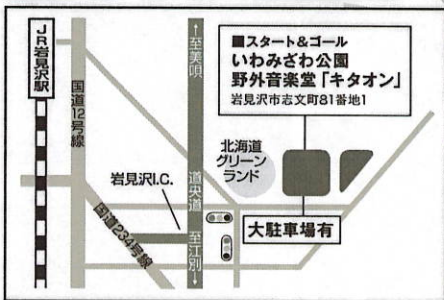 JR岩見沢駅
国道12号線
←至美唄
道央道
至江別→
岩見沢I.C.
国道234号線
■スタート&ゴール
いわみざわ公園
野外音楽堂「キタオン」
岩見沢市志文町81番地1
北海道
グリーン
ランド
大駐車場有